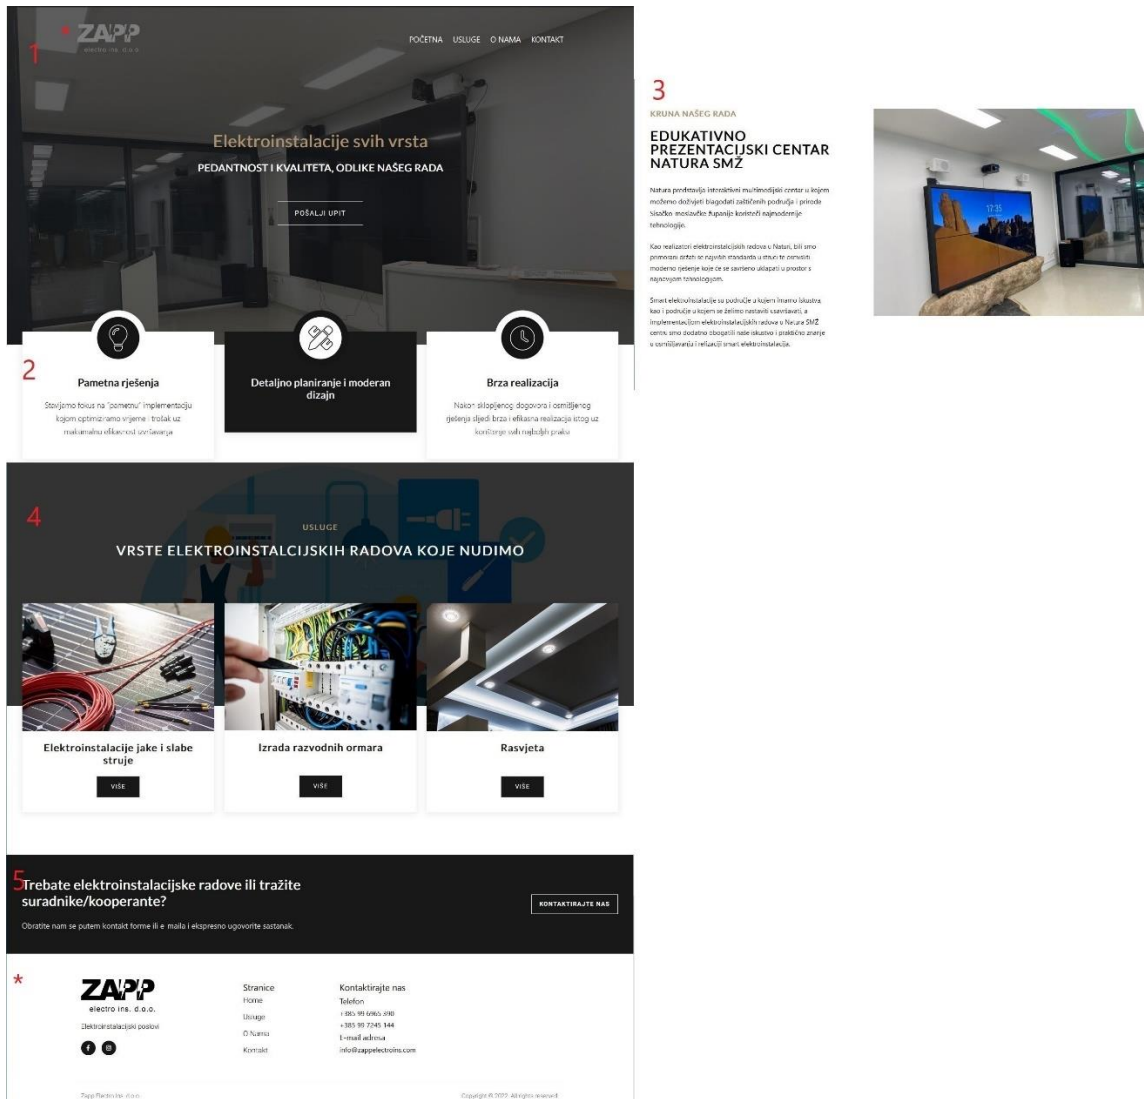 1
*
ZAPP
electro ins. d.o.o.
POČETNA USLUGE O NAMA KONTAKT
Elektroinstalacije svih vrsta
PEDANTNOST I KVALITETA, ODLIKE NAŠEG RADA
POŠALJI UPIT
2
Pametna rješenja
Stavljamo fokus na "pametnu" implementaciju
kojom optimiziramo vrijeme i trošak uz
maksimalnu efikasnost izvršavanja
Detaljno planiranje i moderan
dizajn
Brza realizacija
Nakon sklopljenog dogovora i osmišljenog
rješenja slijedi brza i efikasna realizacija istog uz
korištenje svih najboljih praksi
3
KRUNA NAŠEG RADA
EDUKATIVNO
PREZENTACIJSKI CENTAR
NATURA SMŽ
Natura predstavlja interaktivni multimedijski centar u kojem
možemo doživjeti blagodati zaštićenih područja i prirode
Sisačko-moslavačke županije koristeći najmodernije
tehnologije.
Kao realizatori elektroinstalcijskih radova u Naturi, bili smo
primorani držati se najviših standarda u struci te osmisliti
moderno rješenje koje će se savršeno uklapati u prostor s
najnovijom tehnologijom.
Smart elektroinstalacije su područje u kojem imamo iskustva,
kao i područje u kojem se želimo nastaviti usavršavati, a
implementacijom elektroinstalacijskih radova u Natura SMŽ
centru smo dodatno obogatili naše iskustvo i praktično znanje
u osmišljavanju i relizaciji smart elektroinstalacija.
17:35
4
USLUGE
VRSTE ELEKTROINSTALCIJSKIH RADOVA KOJE NUDIMO
Elektroinstalacije jake i slabe
struje
VIŠE
Izrada razvodnih ormara
VIŠE
Rasvjeta
VIŠE
5
Trebate elektroinstalacijske radove ili tražite
suradnike/kooperante?
Obratite nam se putem kontakt forme ili e-maila i ekspresno ugovorite sastanak.
KONTAKTIRAJTE NAS
*
ZAPP
electro ins. d.o.o.
Elektroinstalacijski poslovi
Stranice
Home
Usluge
O Nama
Kontakt
Kontaktirajte nas
Telefon
+385 99 6965 390
+385 99 7245 144
E-mail adresa
info@zappelectroins.com
Zapp Electro ins. d.o.o.
Copyright © 2022. All rights reserved.